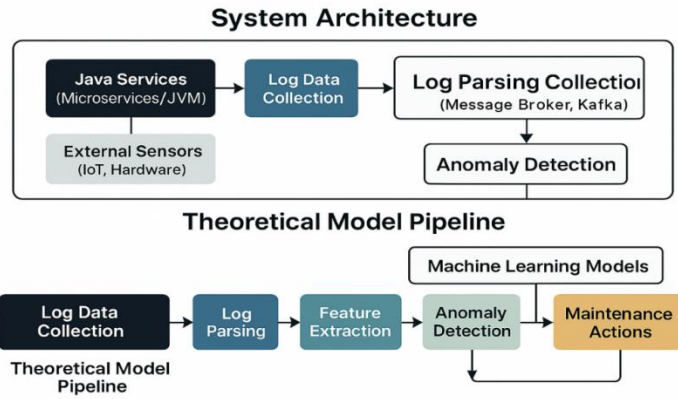 System Architecture
Java Services
(Microservices/JVM)
Log Data
Collection
Log Parsing Collection
(Message Broker, Kafka)
External Sensors
(IoT, Hardware)
Anomaly Detection
Theoretical Model Pipeline
Machine Learning Models
Log Data
Collection
Log
Parsing
Feature
Extraction
Anomaly
Detection
Maintenance
Actions
Theoretical Model
Pipeline